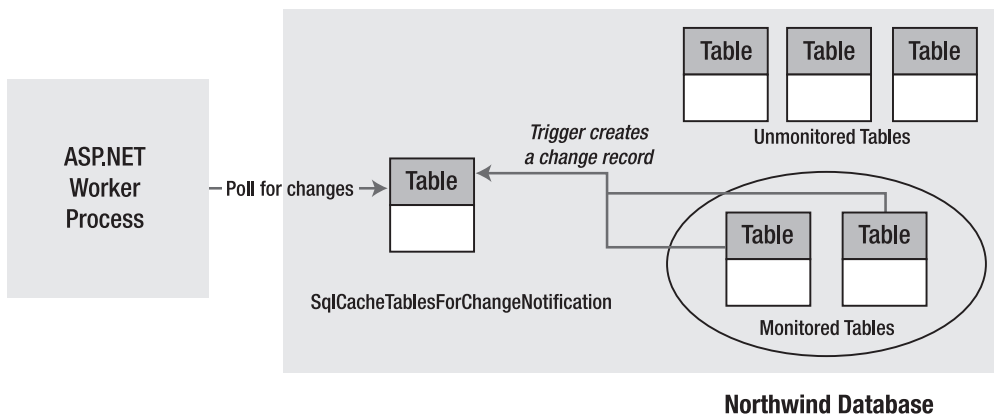 ASP.NET
Worker
Process
Poll for changes
Table
SqlCacheTablesForChangeNotification
Trigger creates
a change record
Table
Table
Table
Unmonitored Tables
Table
Table
Monitored Tables
Northwind Database